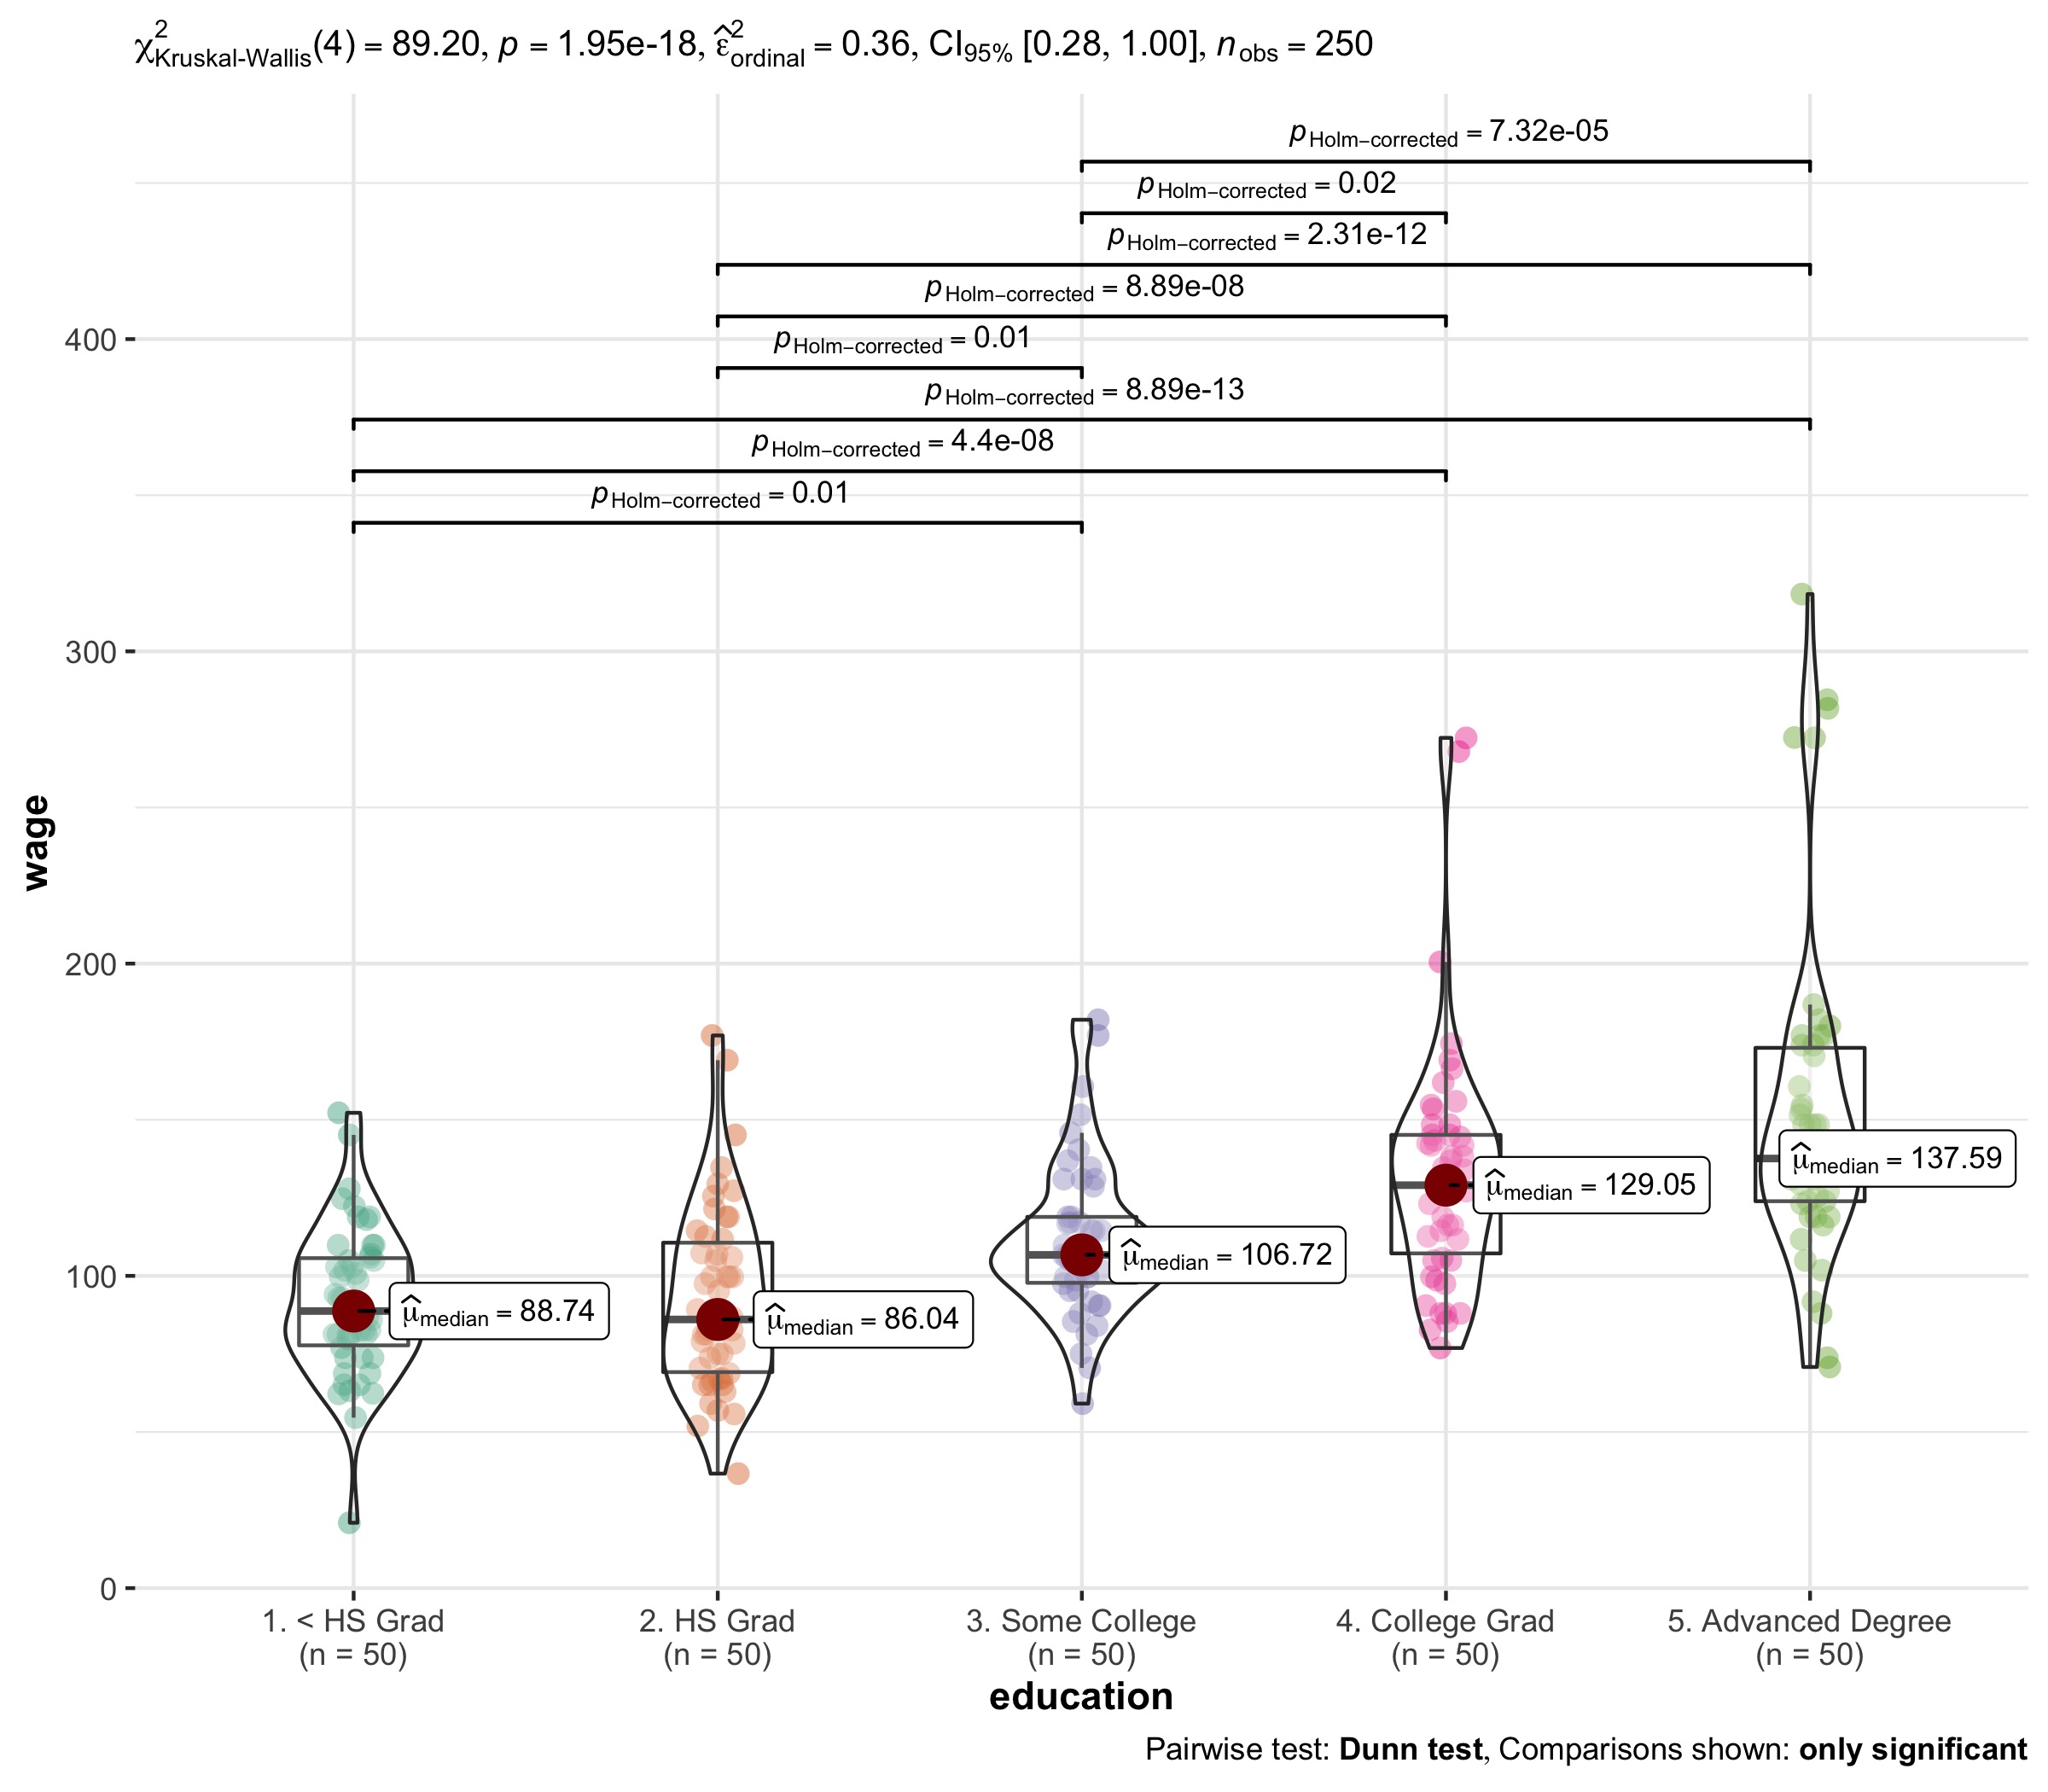 χ²Kruskal-Wallis(4) = 89.20, p = 1.95e-18, ε̂²ordinal = 0.36, CI95% [0.28, 1.00], nobs = 250
pHolm−corrected = 7.32e-05
pHolm−corrected = 0.02
pHolm−corrected = 2.31e-12
pHolm−corrected = 8.89e-08
pHolm−corrected = 0.01
pHolm−corrected = 8.89e-13
pHolm−corrected = 4.4e-08
pHolm−corrected = 0.01
400
300
200
100
0
wage
μ̂median = 88.74
μ̂median = 86.04
μ̂median = 106.72
μ̂median = 129.05
μ̂median = 137.59
1. < HS Grad
(n = 50)
2. HS Grad
(n = 50)
3. Some College
(n = 50)
4. College Grad
(n = 50)
5. Advanced Degree
(n = 50)
education
Pairwise test: Dunn test, Comparisons shown: only significant